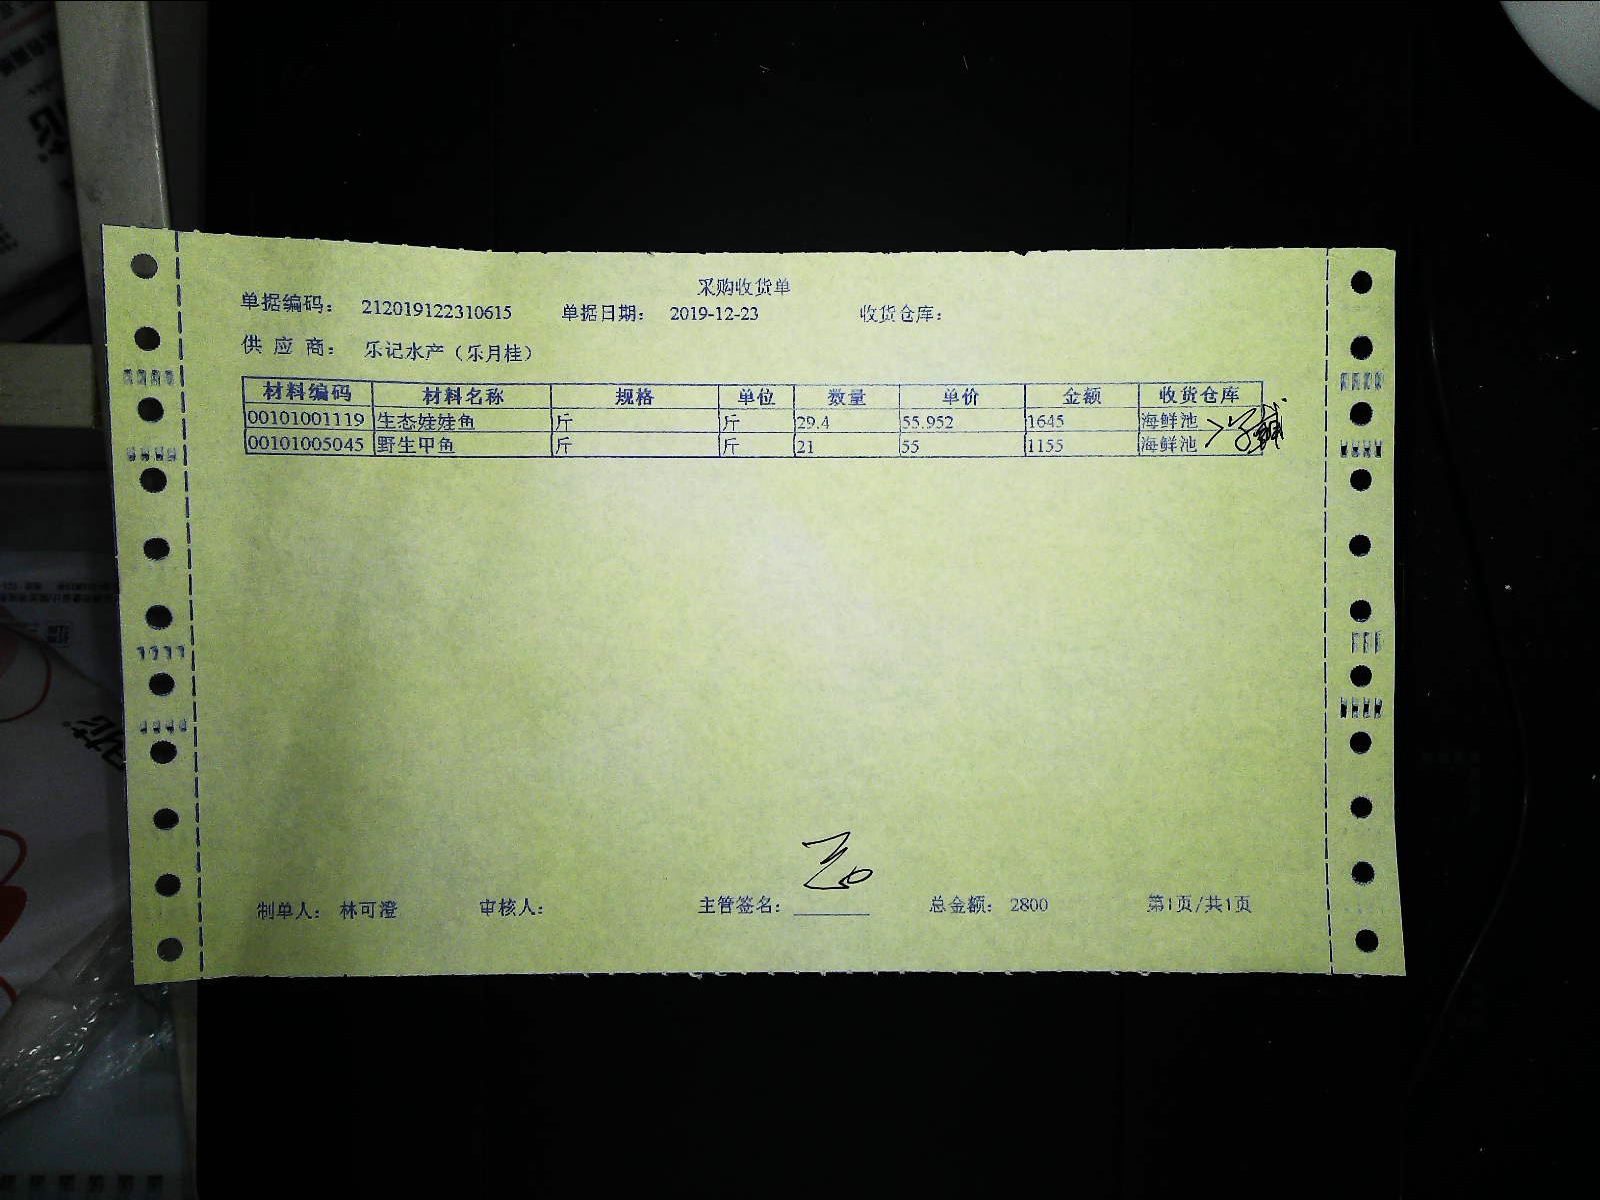 采购收货单
单据编码： 212019122310615 单据日期： 2019-12-23 收货仓库：
供 应 商： 乐记水产（乐月桂）
材料编码 材料名称 规格 单位 数量 单价 金额 收货仓库
00101001119 生态娃娃鱼 斤 斤 29.4 55.952 1645 海鲜池
00101005045 野生甲鱼 斤 斤 21 55 1155 海鲜池
制单人： 林可澄 审核人： 主管签名： 总金额： 2800 第1页/共1页